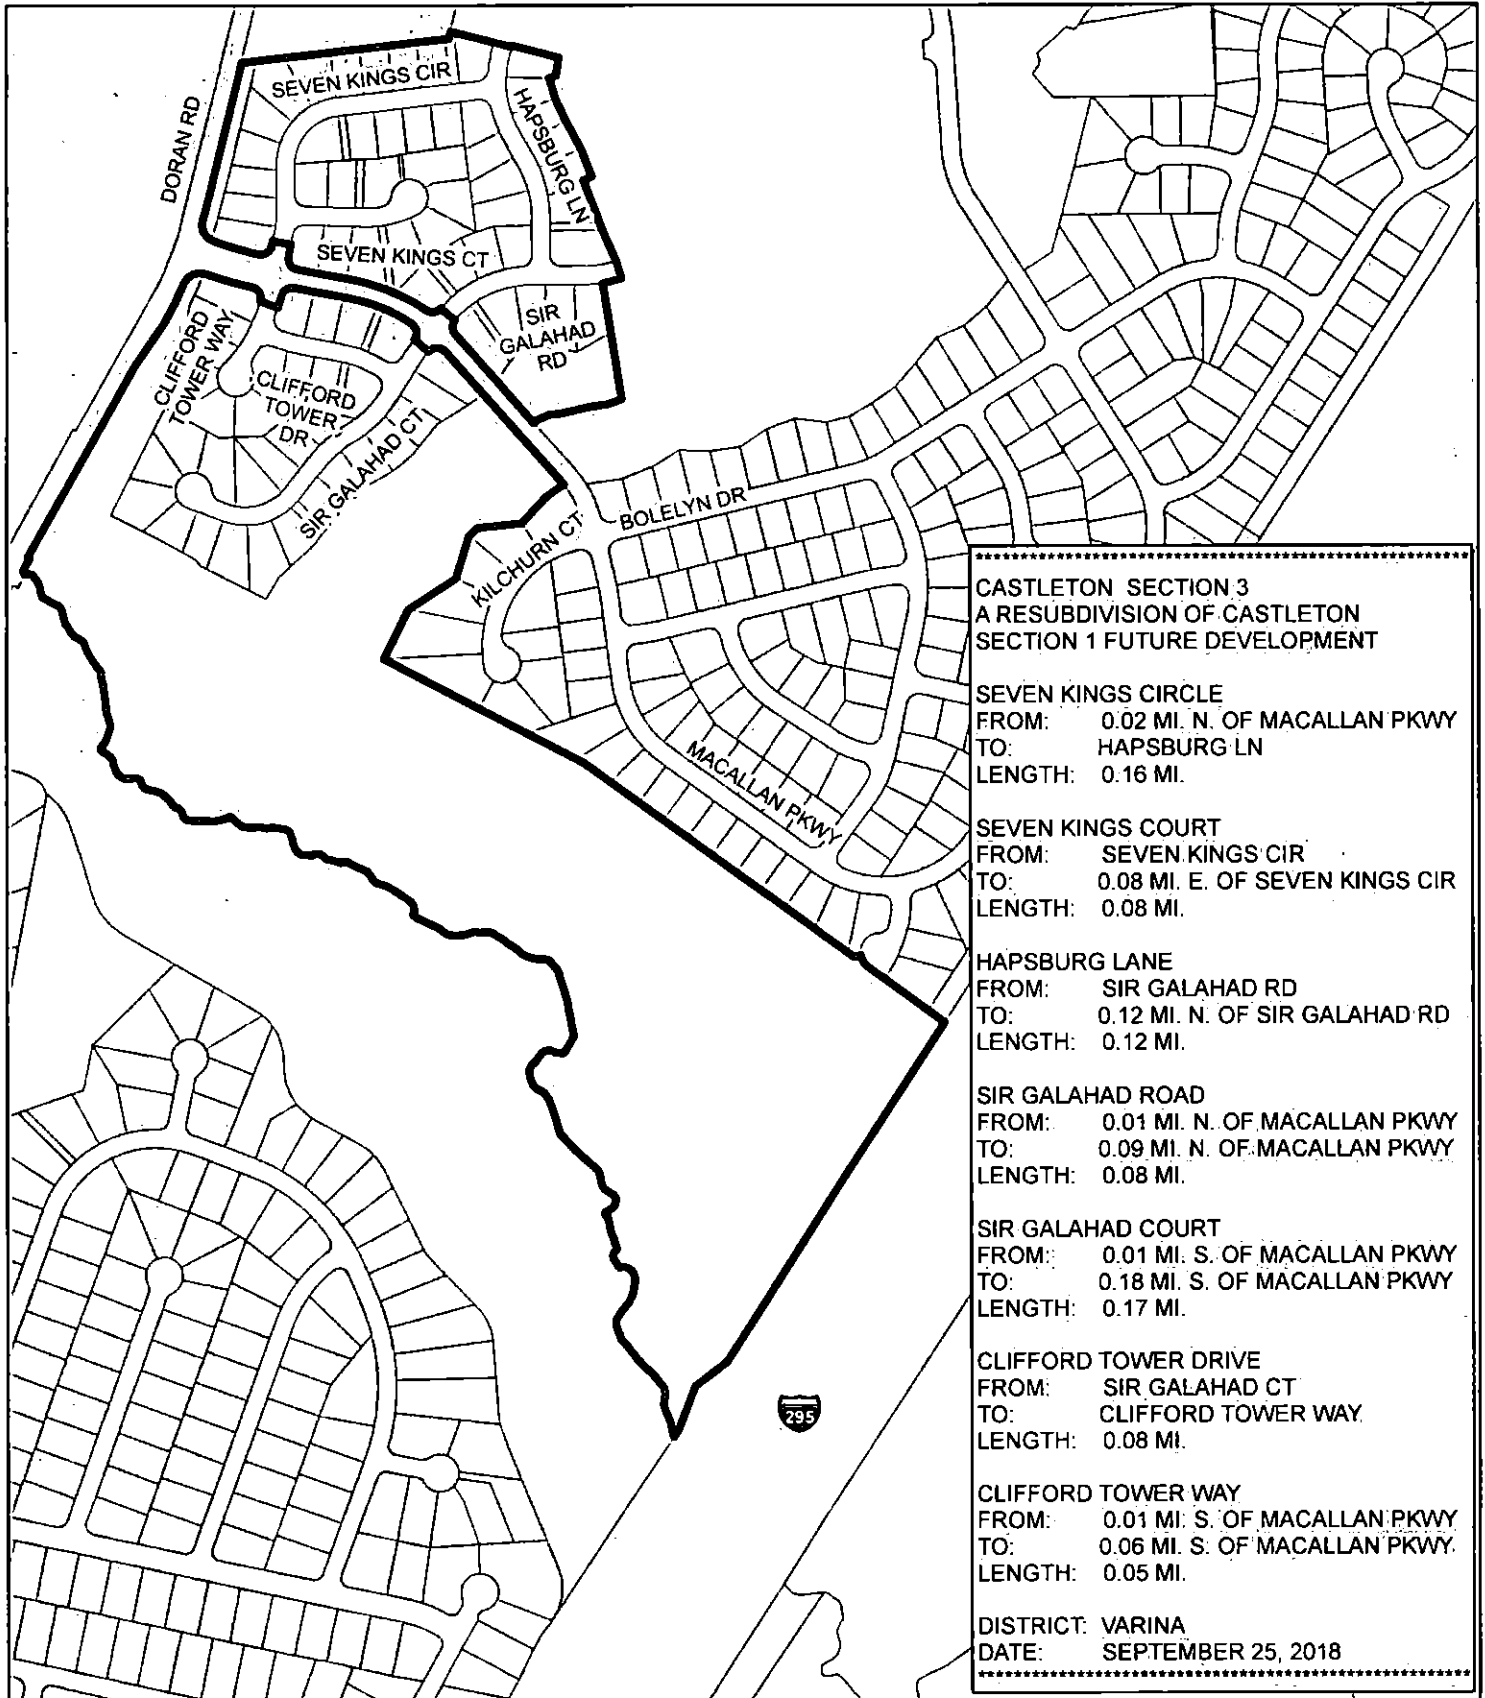 SEVEN KINGS CIR
HAPSBURG LN
DORAN RD
SEVEN KINGS CT
SIR
GALAHAD
RD
CLIFFORD
TOWER WAY
CLIFFORD
TOWER
DR
SIR GALAHAD CT
KILCHURN CT
BOLELYN DR
MACALLAN PKWY
295
CASTLETON SECTION 3
A RESUBDIVISION OF CASTLETON
SECTION 1 FUTURE DEVELOPMENT
SEVEN KINGS CIRCLE
FROM: 0.02 MI. N. OF MACALLAN PKWY
TO: HAPSBURG LN
LENGTH: 0.16 MI.
SEVEN KINGS COURT
FROM: SEVEN KINGS CIR
TO: 0.08 MI. E. OF SEVEN KINGS CIR
LENGTH: 0.08 MI.
HAPSBURG LANE
FROM: SIR GALAHAD RD
TO: 0.12 MI. N. OF SIR GALAHAD RD
LENGTH: 0.12 MI.
SIR GALAHAD ROAD
FROM: 0.01 MI. N. OF MACALLAN PKWY
TO: 0.09 MI. N. OF MACALLAN PKWY
LENGTH: 0.08 MI.
SIR GALAHAD COURT
FROM: 0.01 MI. S. OF MACALLAN PKWY
TO: 0.18 MI. S. OF MACALLAN PKWY
LENGTH: 0.17 MI.
CLIFFORD TOWER DRIVE
FROM: SIR GALAHAD CT
TO: CLIFFORD TOWER WAY
LENGTH: 0.08 MI.
CLIFFORD TOWER WAY
FROM: 0.01 MI. S. OF MACALLAN PKWY
TO: 0.06 MI. S. OF MACALLAN PKWY
LENGTH: 0.05 MI.
DISTRICT: VARINA
DATE: SEPTEMBER 25, 2018